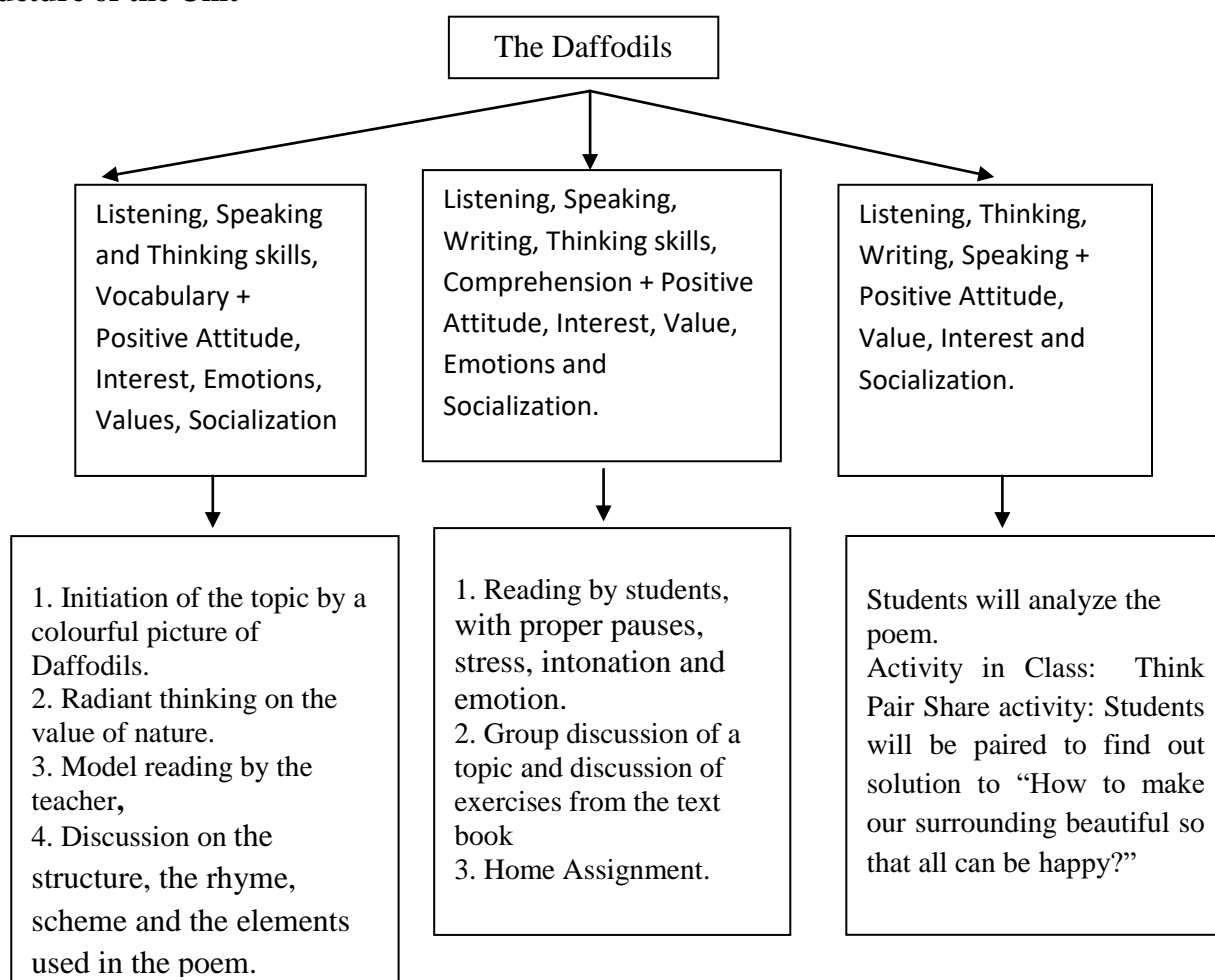 The Daffodils
Listening, Speaking
and Thinking skills,
Vocabulary +
Positive Attitude,
Interest, Emotions,
Values, Socialization
Listening, Speaking,
Writing, Thinking skills,
Comprehension + Positive
Attitude, Interest, Value,
Emotions and
Socialization.
Listening, Thinking,
Writing, Speaking +
Positive Attitude,
Value, Interest and
Socialization.
1. Initiation of the topic by a
colourful picture of
Daffodils.
2. Radiant thinking on the
value of nature.
3. Model reading by the
teacher,
4. Discussion on the
structure, the rhyme,
scheme and the elements
used in the poem.
1. Reading by students,
with proper pauses,
stress, intonation and
emotion.
2. Group discussion of a
topic and discussion of
exercises from the text
book
3. Home Assignment.
Students will analyze the
poem.
Activity in Class: Think
Pair Share activity: Students
will be paired to find out
solution to “How to make
our surrounding beautiful so
that all can be happy?”